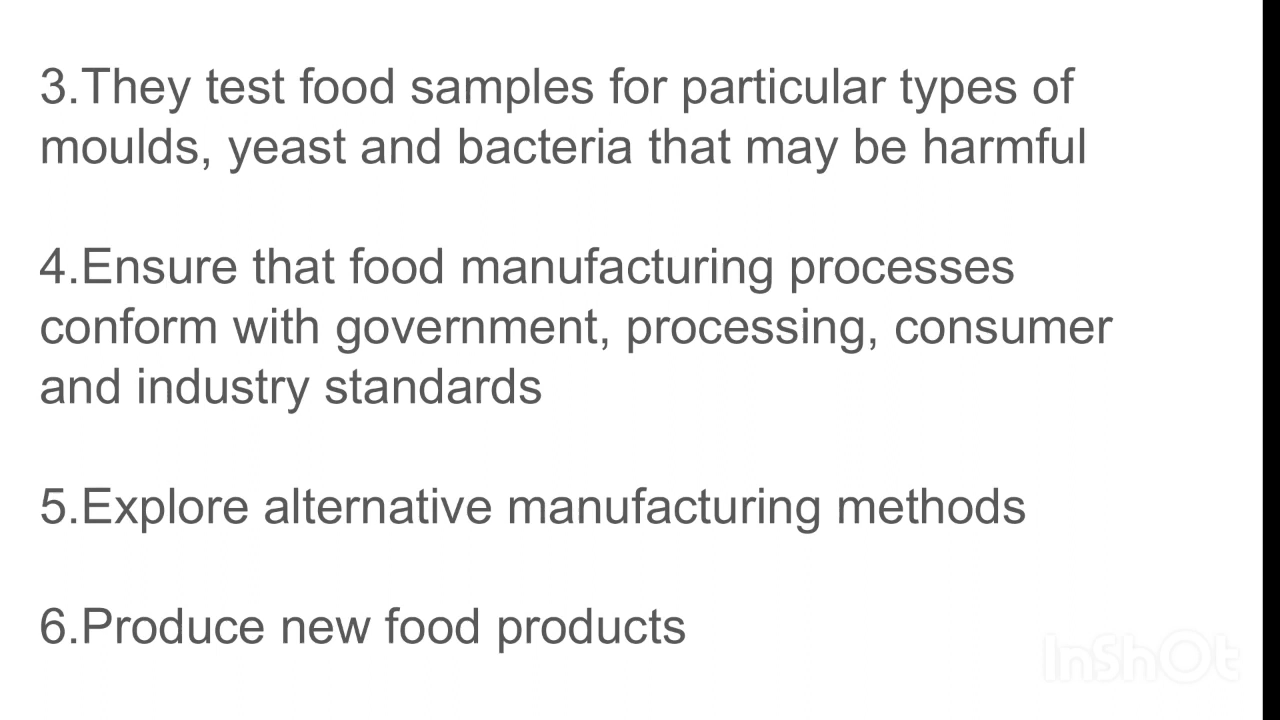 3.They test food samples for particular types of
moulds, yeast and bacteria that may be harmful
4.Ensure that food manufacturing processes
conform with government, processing, consumer
and industry standards
5.Explore alternative manufacturing methods
6.Produce new food products
InShOt